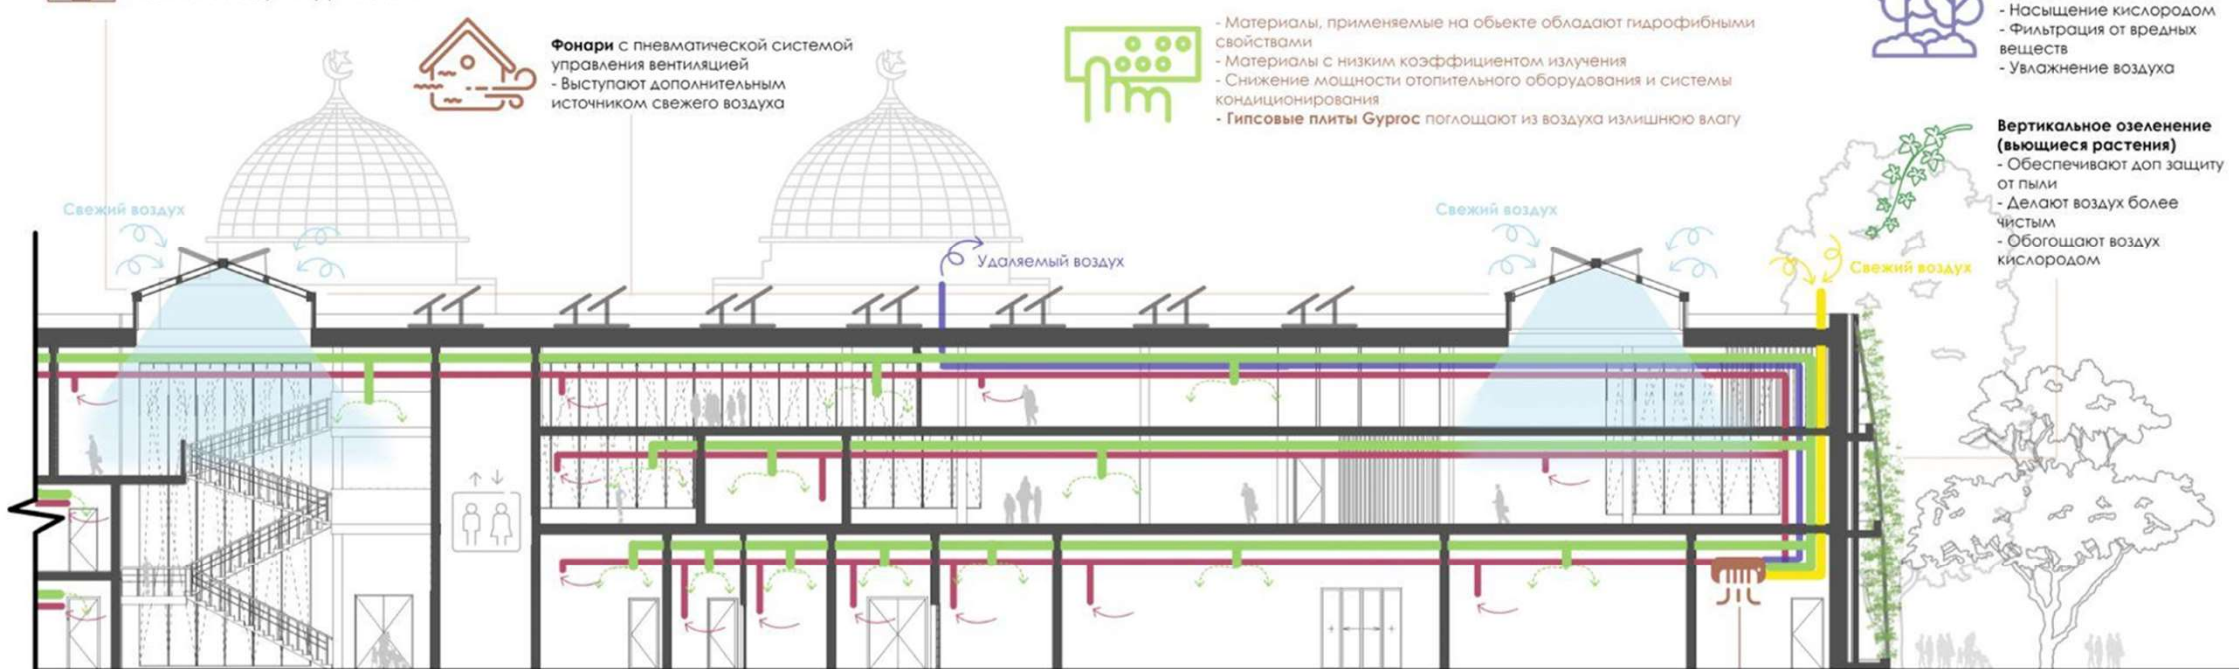 Фонари с пневматической системой
управления вентиляцией
- Выступают дополнительным
источником свежего воздуха
- Материалы, применяемые на обьекте обладают гидрофибными
свойствами
- Материалы с низким коэффициентом излучения
- Снижение мощности отопительного оборудования и системы
кондиционирования
- Гипсовые плиты Gyproc поглощают из воздуха излишнюю влагу
- Насыщение кислородом
- Фильтрация от вредных
веществ
- Увлажнение воздуха
Вертикальное озеленение
(вьющиеся растения)
- Обеспечивают доп защиту
от пыли
- Делают воздух более
чистым
- Обогощают воздух
кислородом
Свежий воздух
Удаляемый воздух
Свежий воздух
Свежий воздух